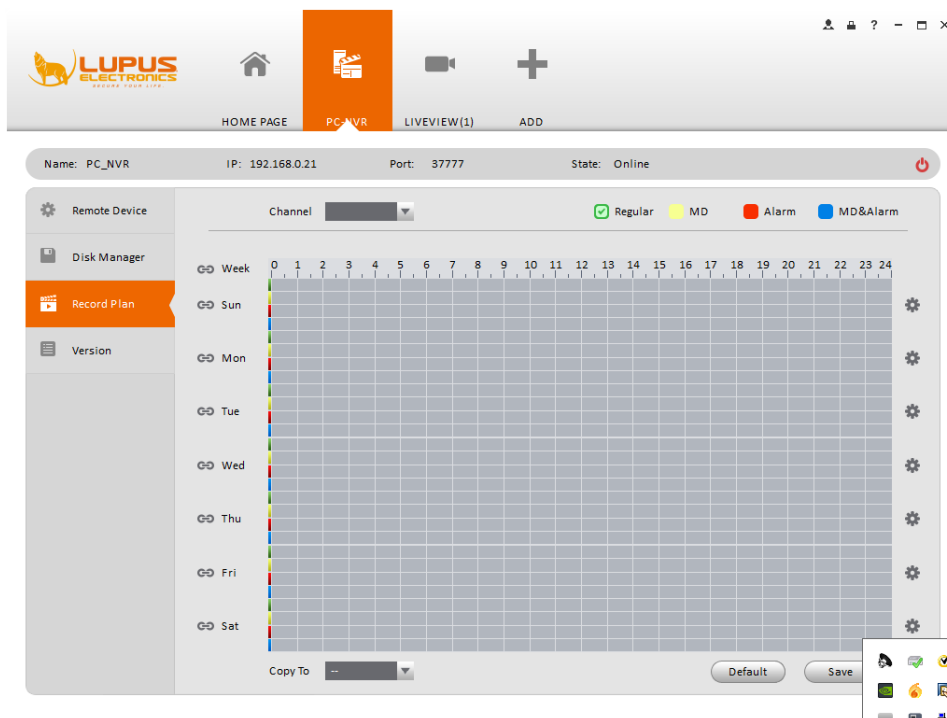 LUPUS
ELECTRONICS
SECURE YOUR LIFE
?
HOME PAGE PC-NVR LIVEVIEW(1) ADD
Name: PC_NVR IP: 192.168.0.21 Port: 37777 State: Online
Remote Device
Disk Manager
Record Plan
Version
Channel Regular MD Alarm MD&Alarm
Week 0 1 2 3 4 5 6 7 8 9 10 11 12 13 14 15 16 17 18 19 20 21 22 23 24
Sun
Mon
Tue
Wed
Thu
Fri
Sat
Copy To -- Default Save